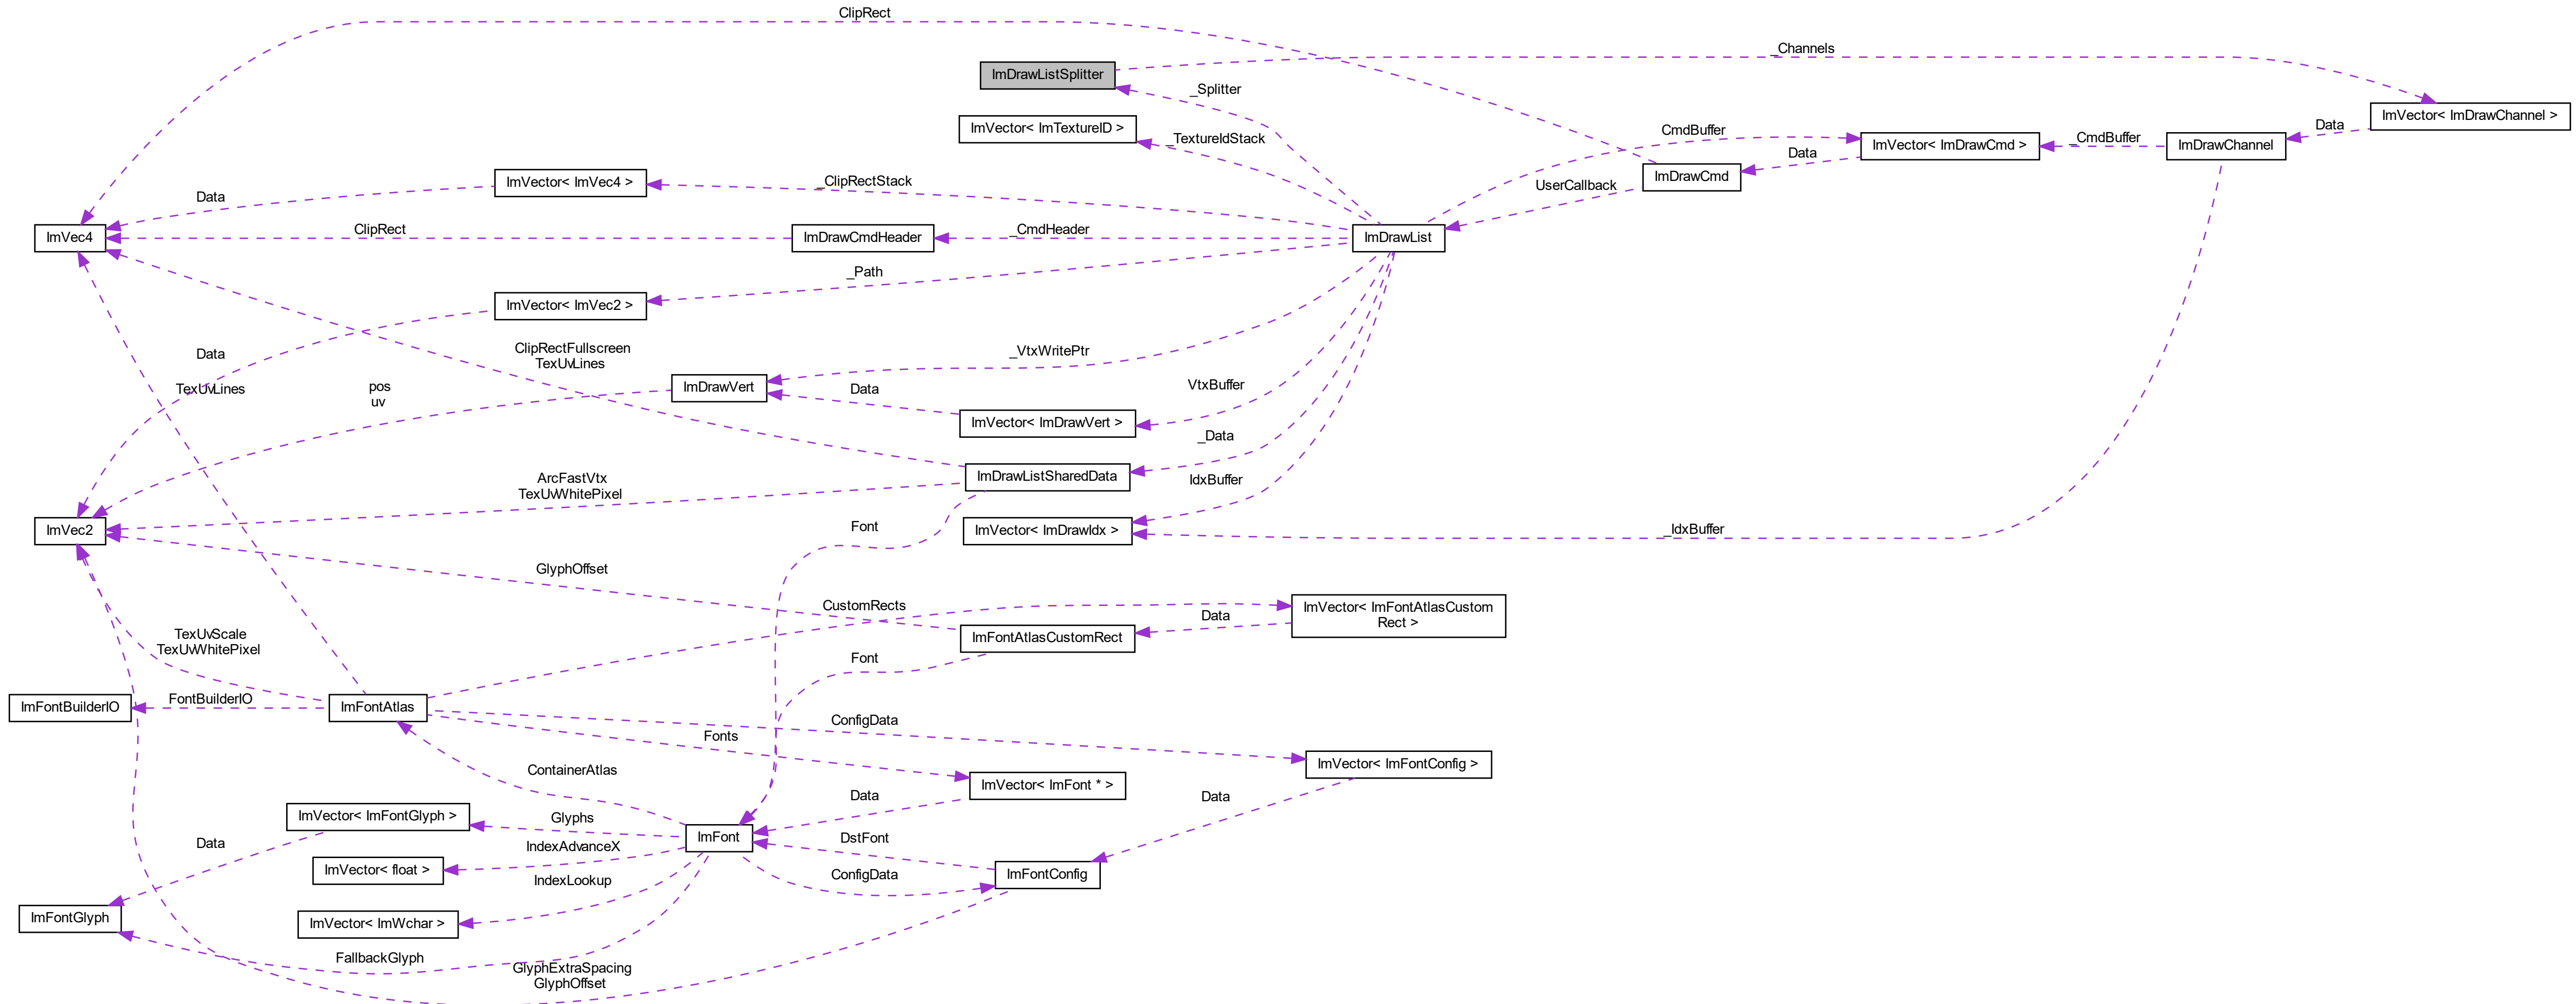 ClipRect
_Channels
ImDrawListSplitter
_Splitter
ImVector< ImDrawChannel >
Data
ImVector< ImTextureID >
_TextureIdStack
CmdBuffer
ImVector< ImDrawCmd >
_CmdBuffer
ImDrawChannel
Data
ImDrawCmd
UserCallback
ImVector< ImVec4 >
_ClipRectStack
Data
ImVec4
ClipRect
ImDrawCmdHeader
_CmdHeader
ImDrawList
_Path
ImVector< ImVec2 >
Data
ClipRectFullscreen
TexUvLines
_VtxWritePtr
TexUvLines
pos
uv
ImDrawVert
Data
VtxBuffer
ImVector< ImDrawVert >
_Data
ArcFastVtx
TexUvWhitePixel
ImDrawListSharedData
IdxBuffer
ImVec2
Font
ImVector< ImDrawIdx >
_IdxBuffer
GlyphOffset
CustomRects
ImVector< ImFontAtlasCustom
Rect >
Data
ImFontAtlasCustomRect
TexUvScale
TexUvWhitePixel
Font
ImFontBuilderIO
FontBuilderIO
ImFontAtlas
ConfigData
Fonts
ImVector< ImFontConfig >
ContainerAtlas
ImVector< ImFont * >
Data
Data
ImVector< ImFontGlyph >
Glyphs
ImFont
DstFont
Data
IndexAdvanceX
ImVector< float >
ConfigData
ImFontConfig
IndexLookup
ImFontGlyph
ImVector< ImWchar >
FallbackGlyph
GlyphExtraSpacing
GlyphOffset